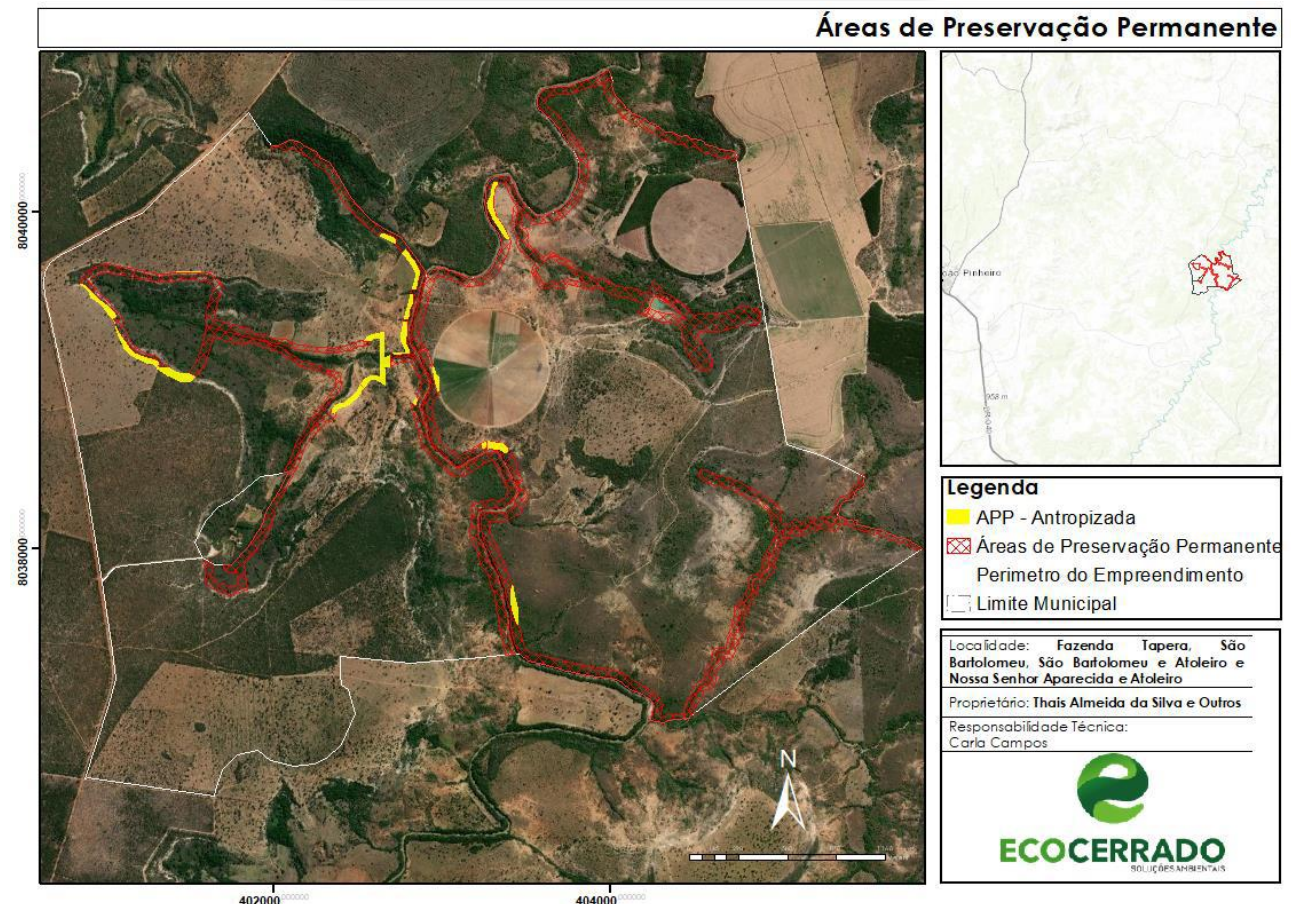 Áreas de Preservação Permanente
8040000
8038000
402000
404000
N
Pinheiro
958 m
Legenda
APP - Antropizada
Áreas de Preservação Permanente
Perimetro do Empreendimento
Limite Municipal
Localidade: Fazenda Tapera, São
Bartolomeu, São Bartolomeu e Atoleiro e
Nossa Senhor Aparecida e Atoleiro
Proprietário: Thais Almeida da Silva e Outros
Responsabilidade Técnica:
Carla Campos
ECOCERRADO
SOLUÇÕES AMBIENTAIS